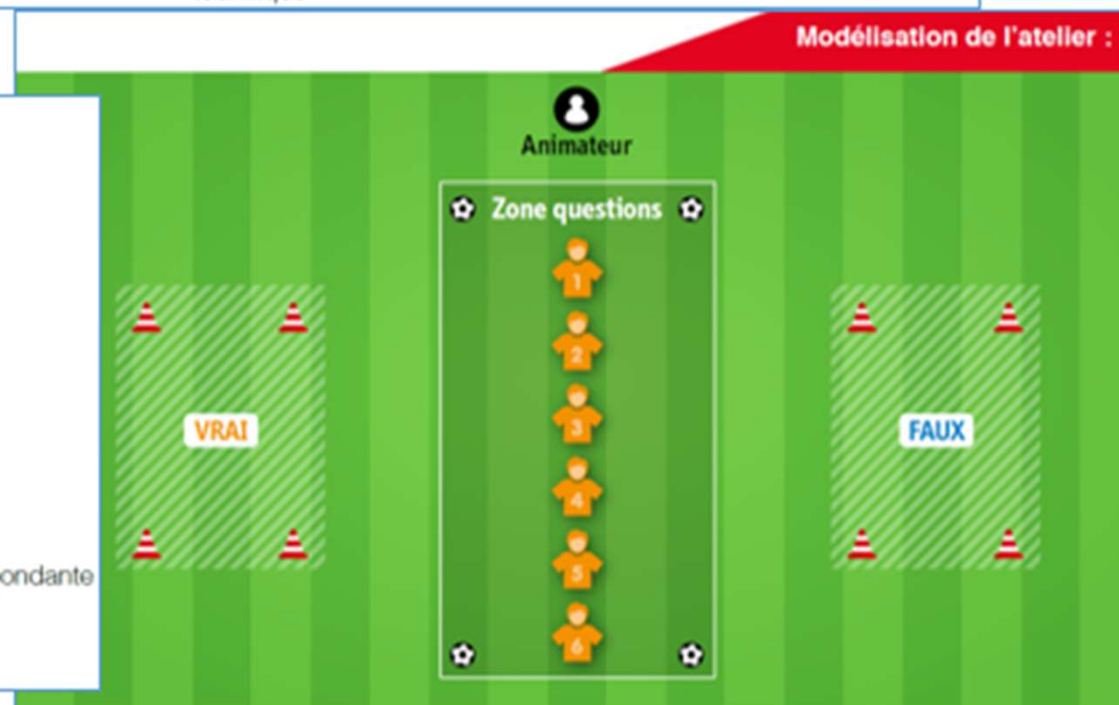 Modélisation de l'atelier :
Animateur
Zone questions
1
2
3
4
5
6
VRAI
FAUX
ondante